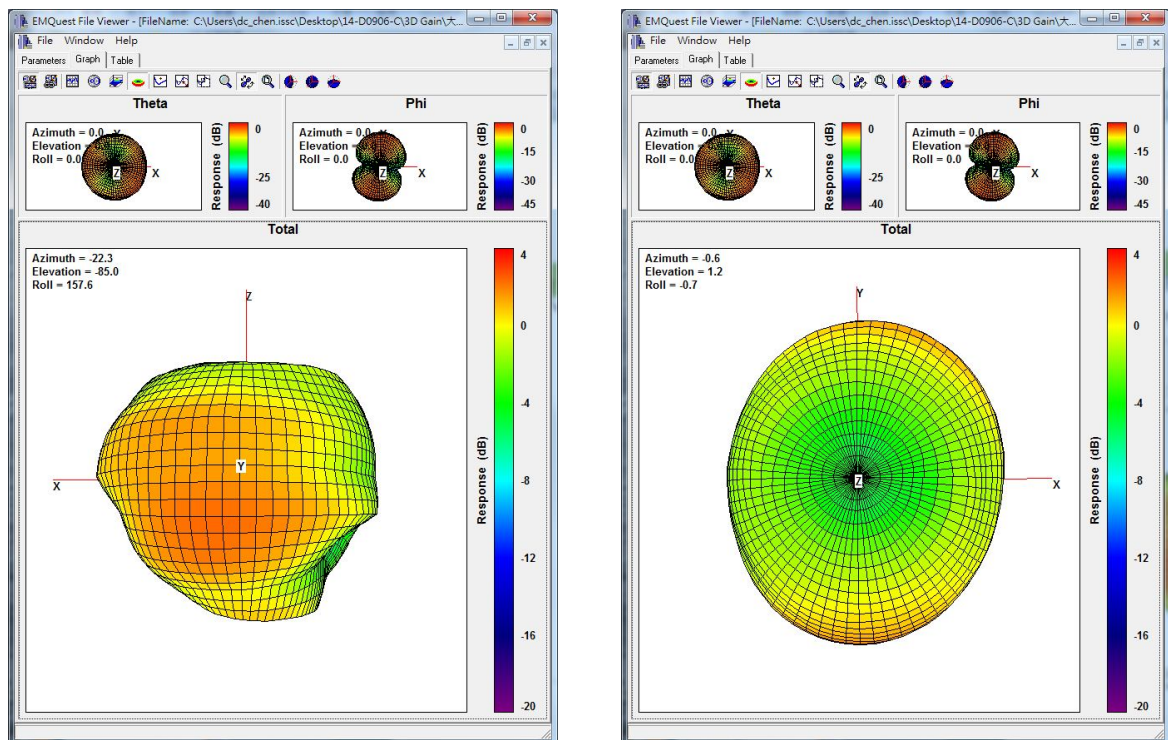 EMQuest File Viewer - [FileName: C:\Users\dc_chen.issc\Desktop\14-D0906-C\3D Gain\大...
File Window Help
Parameters Graph Table
Theta
Phi
Azimuth = 0.0
Elevation =
Roll = 0.0
Y
X
Z
Response (dB)
0
-25
-40
Azimuth = 0.0
Elevation =
Roll = 0.0
X
Z
Response (dB)
0
-15
-30
-45
Total
Azimuth = -22.3
Elevation = -85.0
Roll = 157.6
Z
Y
X
Response (dB)
4
0
-4
-8
-12
-16
-20
EMQuest File Viewer - [FileName: C:\Users\dc_chen.issc\Desktop\14-D0906-C\3D Gain\大...
File Window Help
Parameters Graph Table
Theta
Phi
Azimuth = 0.0
Elevation =
Roll = 0.0
Y
X
Z
Response (dB)
0
-25
-40
Azimuth = 0.0
Elevation =
Roll = 0.0
X
Z
Response (dB)
0
-15
-30
-45
Total
Azimuth = -0.6
Elevation = 1.2
Roll = -0.7
Y
Z
X
Response (dB)
4
0
-4
-8
-12
-16
-20